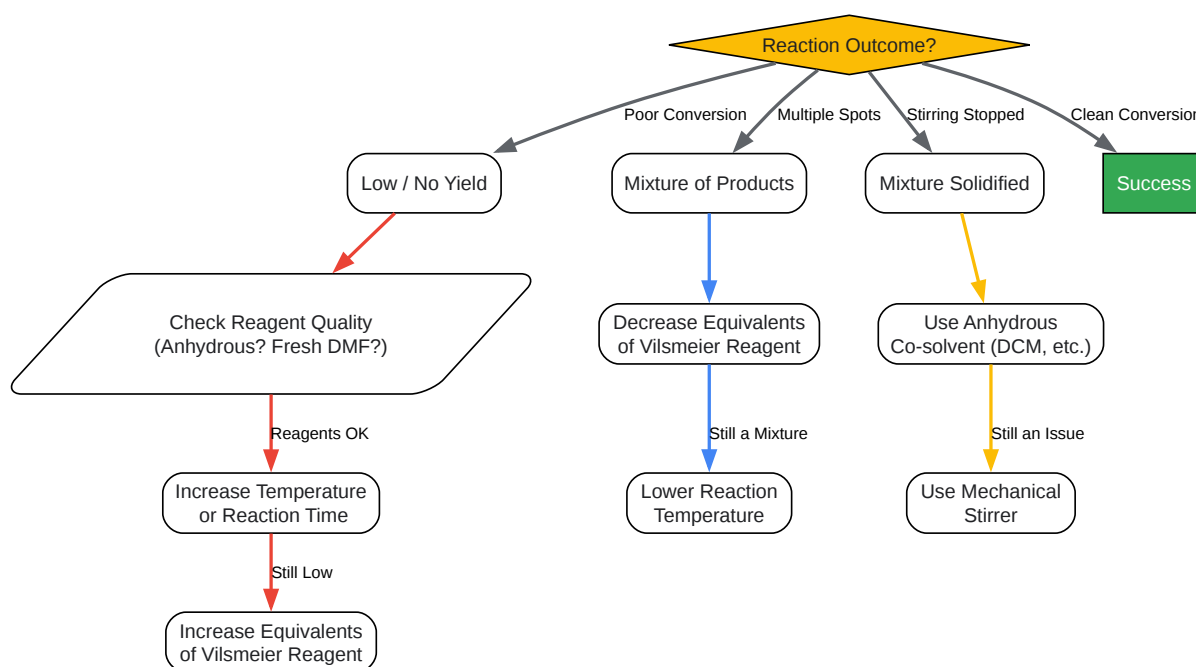 Reaction Outcome?
Poor Conversion
Multiple Spots
Stirring Stopped
Clean Conversion
Low / No Yield
Mixture of Products
Mixture Solidified
Success
Check Reagent Quality
(Anhydrous? Fresh DMF?)
Decrease Equivalents
of Vilsmeier Reagent
Use Anhydrous
Co-solvent (DCM, etc.)
Reagents OK
Still a Mixture
Still an Issue
Increase Temperature
or Reaction Time
Lower Reaction
Temperature
Use Mechanical
Stirrer
Still Low
Increase Equivalents
of Vilsmeier Reagent